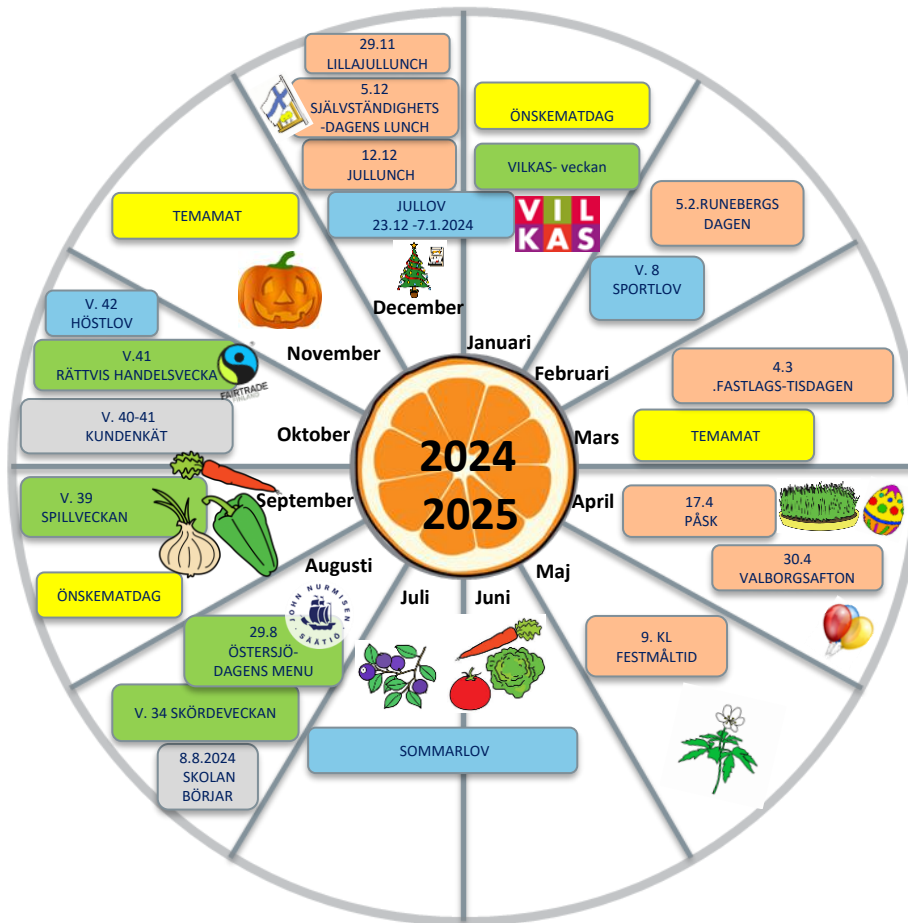 29.11
LILLAJULLUNCH
5.12
SJÄLVSTÄNDIGHETS
-DAGENS LUNCH
12.12
JULLUNCH
JULLOV
23.12 -7.1.2024
December
ÖNSKEMATDAG
VILKAS- veckan
VIL
KAS
Januari
5.2.RUNEBERGS
DAGEN
V. 8
SPORTLOV
Februari
4.3
.FASTLAGS-TISDAGEN
TEMAMAT
Mars
17.4
PÅSK
30.4
VALBORGSAFTON
April
9. KL
FESTMÅLTID
Maj
Juni
Juli
SOMMARLOV
Augusti
JOHN NURMISEN
SÄÄTIÖ
29.8
ÖSTERSJÖ-
DAGENS MENU
V. 34 SKÖRDEVECKAN
8.8.2024
SKOLAN
BÖRJAR
September
V. 39
SPILLVECKAN
ÖNSKEMATDAG
Oktober
V. 42
HÖSTLOV
V.41
RÄTTVIS HANDELSVECKA
FAIRTRADE
FINLAND
V. 40-41
KUNDENKÄT
November
TEMAMAT
2024
2025